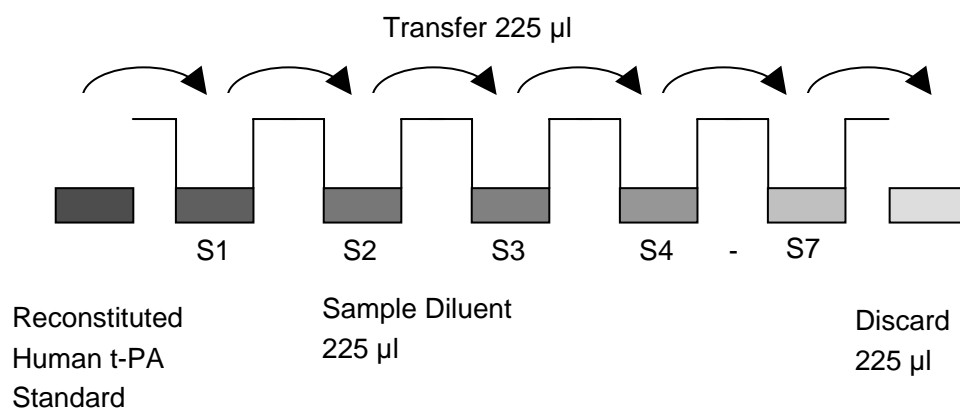 Transfer 225 µl
S1 S2 S3 S4 - S7
Reconstituted
Human t-PA
Standard
Sample Diluent
225 µl
Discard
225 µl